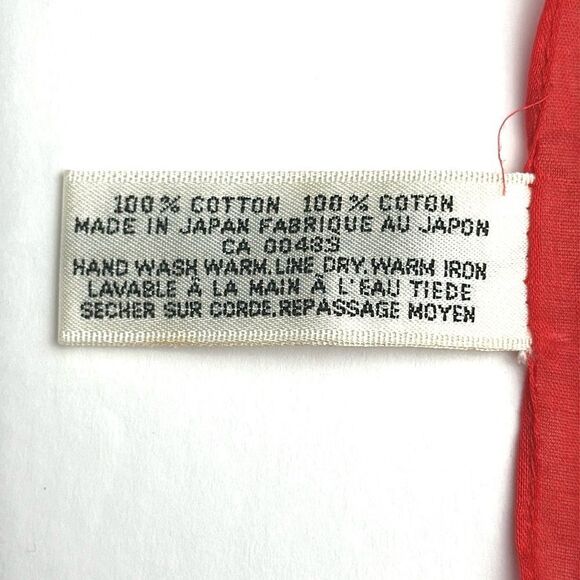 100% COTTON 100% COTON
MADE IN JAPAN FABRIQUE AU JAPON
CA 00433
HAND WASH WARM.LINE DRY.WARM IRON
LAVABLE À LA MAIN À L'EAU TIEDE
SECHER SUR CORDE.REPASSAGE MOYEN